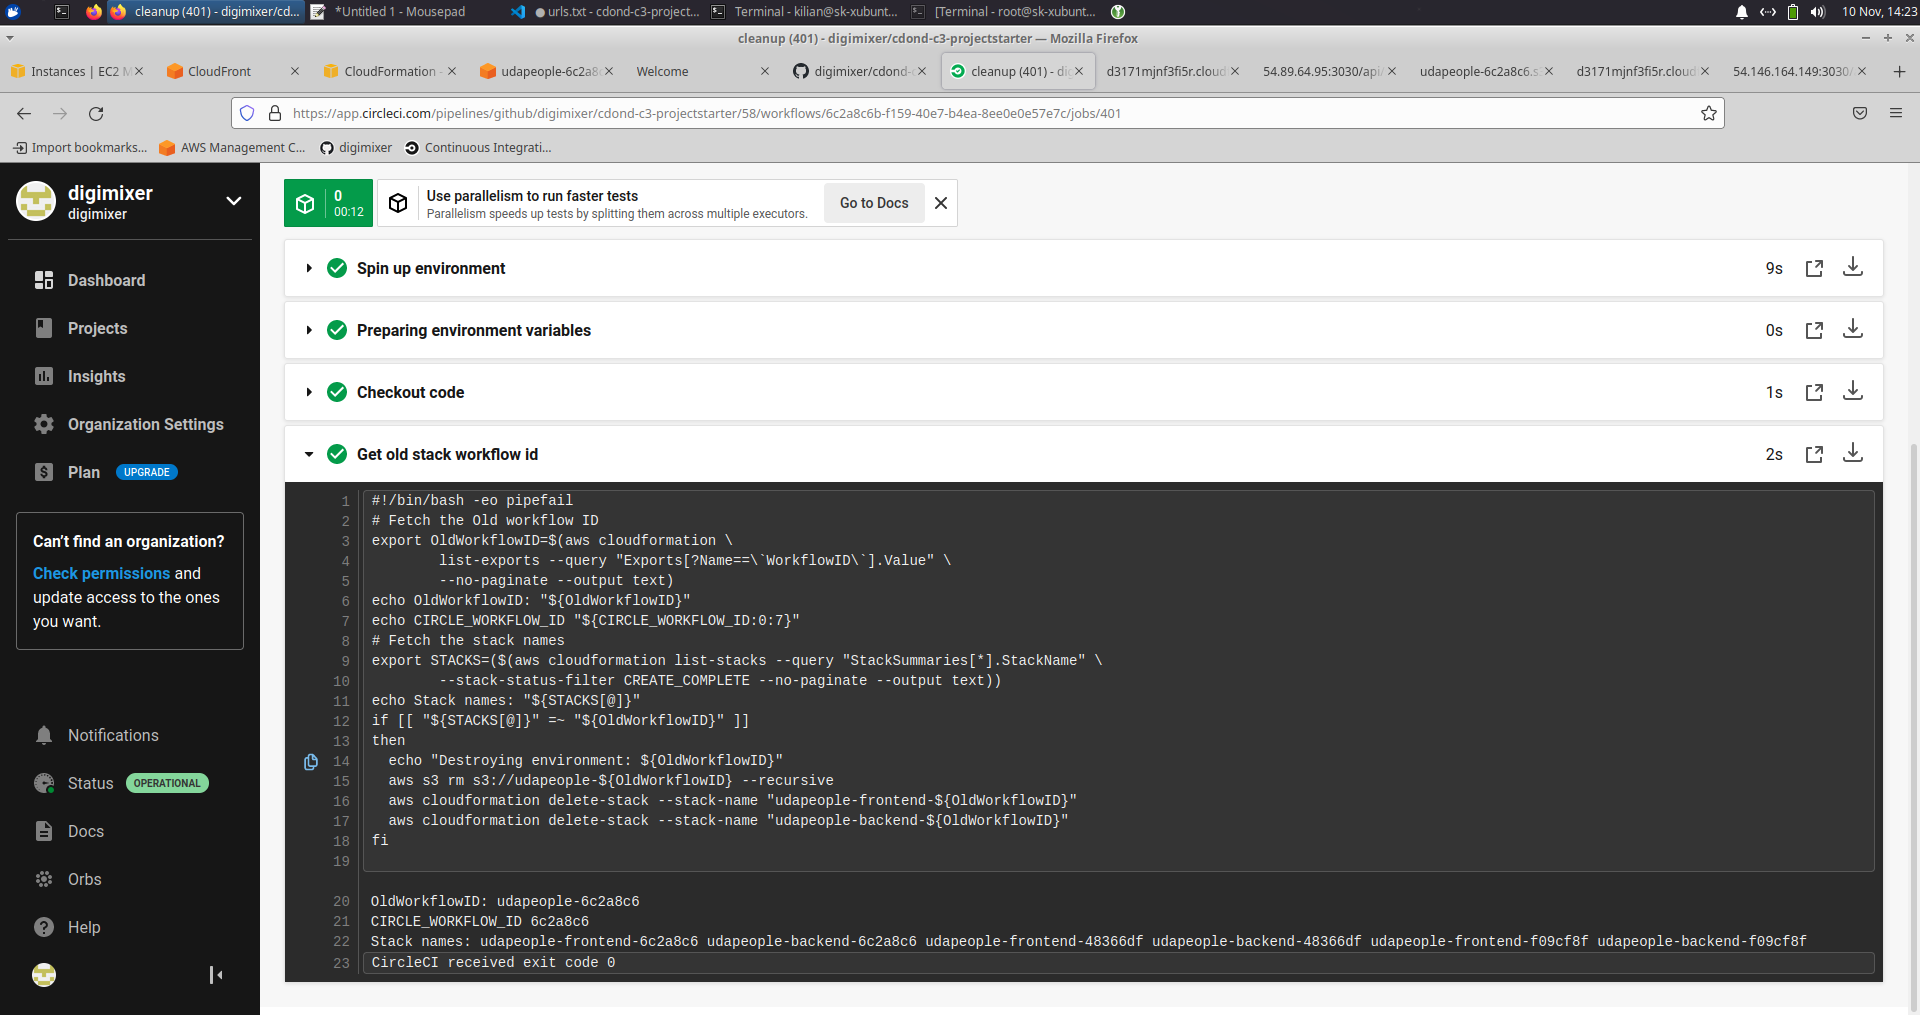 cleanup (401) - digimixer/cd...
*Untitled 1 - Mousepad
● urls.txt - cdond-c3-project...
Terminal - kilian@sk-xubunt...
[Terminal - root@sk-xubunt...
10 Nov, 14:23
cleanup (401) - digimixer/cdond-c3-projectstarter — Mozilla Firefox
Instances | EC2 M
CloudFront
CloudFormation -
udapeople-6c2a8c
Welcome
digimixer/cdond-c
cleanup (401) - dig
d3171mjnf3fi5r.cloud
54.89.64.95:3030/api/
udapeople-6c2a8c6.s
d3171mjnf3fi5r.cloud
54.146.164.149:3030/
https://app.circleci.com/pipelines/github/digimixer/cdond-c3-projectstarter/58/workflows/6c2a8c6b-f159-40e7-b4ea-8ee0e0e57e7c/jobs/401
Import bookmarks...
AWS Management C...
digimixer
Continuous Integrati...
digimixer
digimixer
Dashboard
Projects
Insights
Organization Settings
Plan
UPGRADE
Can't find an organization?
Check permissions and
update access to the ones
you want.
Notifications
Status
OPERATIONAL
Docs
Orbs
Help
0
00:12
Use parallelism to run faster tests
Parallelism speeds up tests by splitting them across multiple executors.
Go to Docs
Spin up environment
9s
Preparing environment variables
0s
Checkout code
1s
Get old stack workflow id
2s
1 #!/bin/bash -eo pipefail
2 # Fetch the Old workflow ID
3 export OldWorkflowID=$(aws cloudformation \
4         list-exports --query "Exports[?Name==\`WorkflowID\`].Value" \
5         --no-paginate --output text)
6 echo OldWorkflowID: "${OldWorkflowID}"
7 echo CIRCLE_WORKFLOW_ID "${CIRCLE_WORKFLOW_ID:0:7}"
8 # Fetch the stack names
9 export STACKS=($(aws cloudformation list-stacks --query "StackSummaries[*].StackName" \
10         --stack-status-filter CREATE_COMPLETE --no-paginate --output text))
11 echo Stack names: "${STACKS[@]}"
12 if [[ "${STACKS[@]}" =~ "${OldWorkflowID}" ]]
13 then
14   echo "Destroying environment: ${OldWorkflowID}"
15   aws s3 rm s3://udapeople-${OldWorkflowID} --recursive
16   aws cloudformation delete-stack --stack-name "udapeople-frontend-${OldWorkflowID}"
17   aws cloudformation delete-stack --stack-name "udapeople-backend-${OldWorkflowID}"
18 fi
19
20 OldWorkflowID: udapeople-6c2a8c6
21 CIRCLE_WORKFLOW_ID 6c2a8c6
22 Stack names: udapeople-frontend-6c2a8c6 udapeople-backend-6c2a8c6 udapeople-frontend-48366df udapeople-backend-48366df udapeople-frontend-f09cf8f udapeople-backend-f09cf8f
23 CircleCI received exit code 0